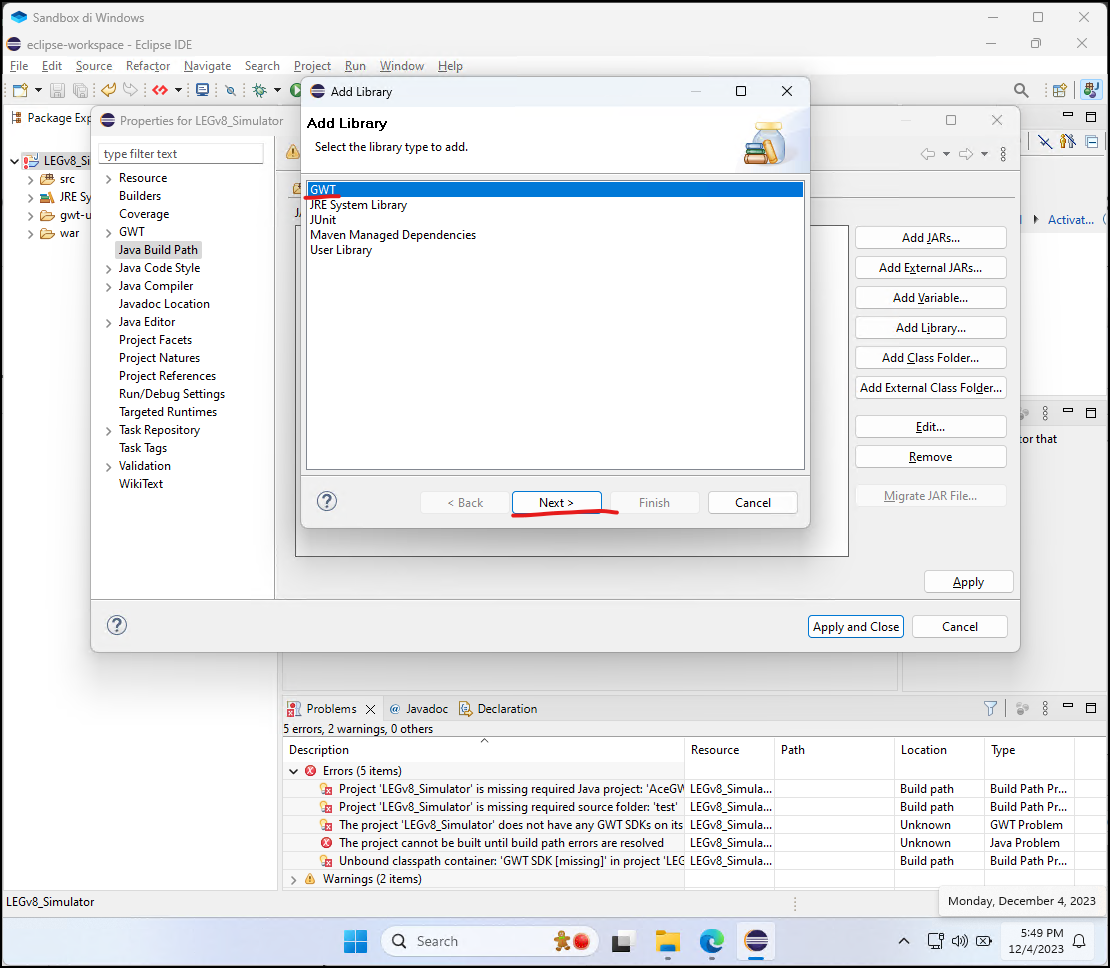 Sandbox di Windows
eclipse-workspace - Eclipse IDE
File Edit Source Refactor Navigate Search Project Run Window Help
Package Exp
LEGv8_Si
src
JRE Sy
gwt-u
war
Properties for LEGv8_Simulator
type filter text
Resource
Builders
Coverage
GWT
Java Build Path
Java Code Style
Java Compiler
Javadoc Location
Java Editor
Project Facets
Project Natures
Project References
Run/Debug Settings
Targeted Runtimes
Task Repository
Task Tags
Validation
WikiText
Add Library
Add Library
Select the library type to add.
GWT
JRE System Library
JUnit
Maven Managed Dependencies
User Library
< Back Next > Finish Cancel
Add JARs...
Add External JARs...
Add Variable...
Add Library...
Add Class Folder...
Add External Class Folder...
Edit...
Remove
Migrate JAR File...
Apply
Apply and Close Cancel
Activat...
tor that
Problems @ Javadoc Declaration
5 errors, 2 warnings, 0 others
Description Resource Path Location Type
Errors (5 items)
Project 'LEGv8_Simulator' is missing required Java project: 'AceGW LEGv8_Simula... Build path Build Path Pr...
Project 'LEGv8_Simulator' is missing required source folder: 'test' LEGv8_Simula... Build path Build Path Pr...
The project 'LEGv8_Simulator' does not have any GWT SDKs on its LEGv8_Simula... Unknown GWT Problem
The project cannot be built until build path errors are resolved LEGv8_Simula... Unknown Java Problem
Unbound classpath container: 'GWT SDK [missing]' in project 'LEG LEGv8_Simula... Build path Build Path Pr...
Warnings (2 items)
LEGv8_Simulator
Monday, December 4, 2023
Search
5:49 PM
12/4/2023